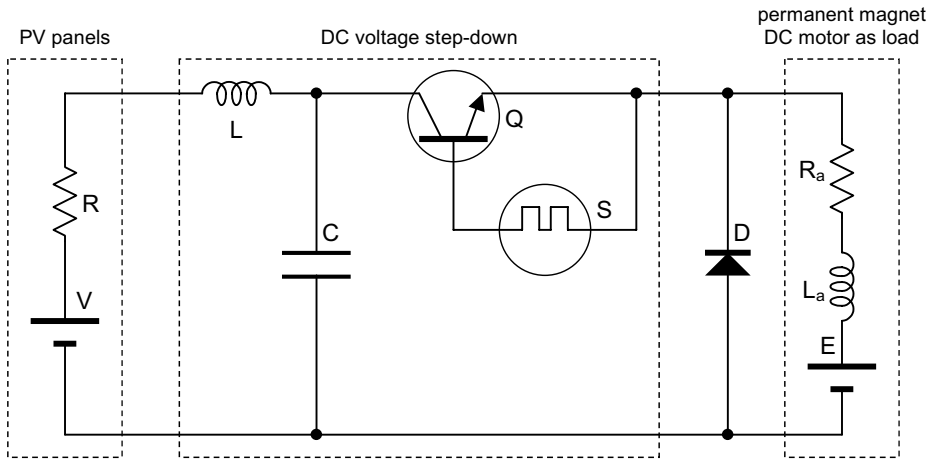 PV panels
DC voltage step-down
permanent magnet
DC motor as load
L
Q
R
C
S
D
Rₐ
V
Lₐ
E